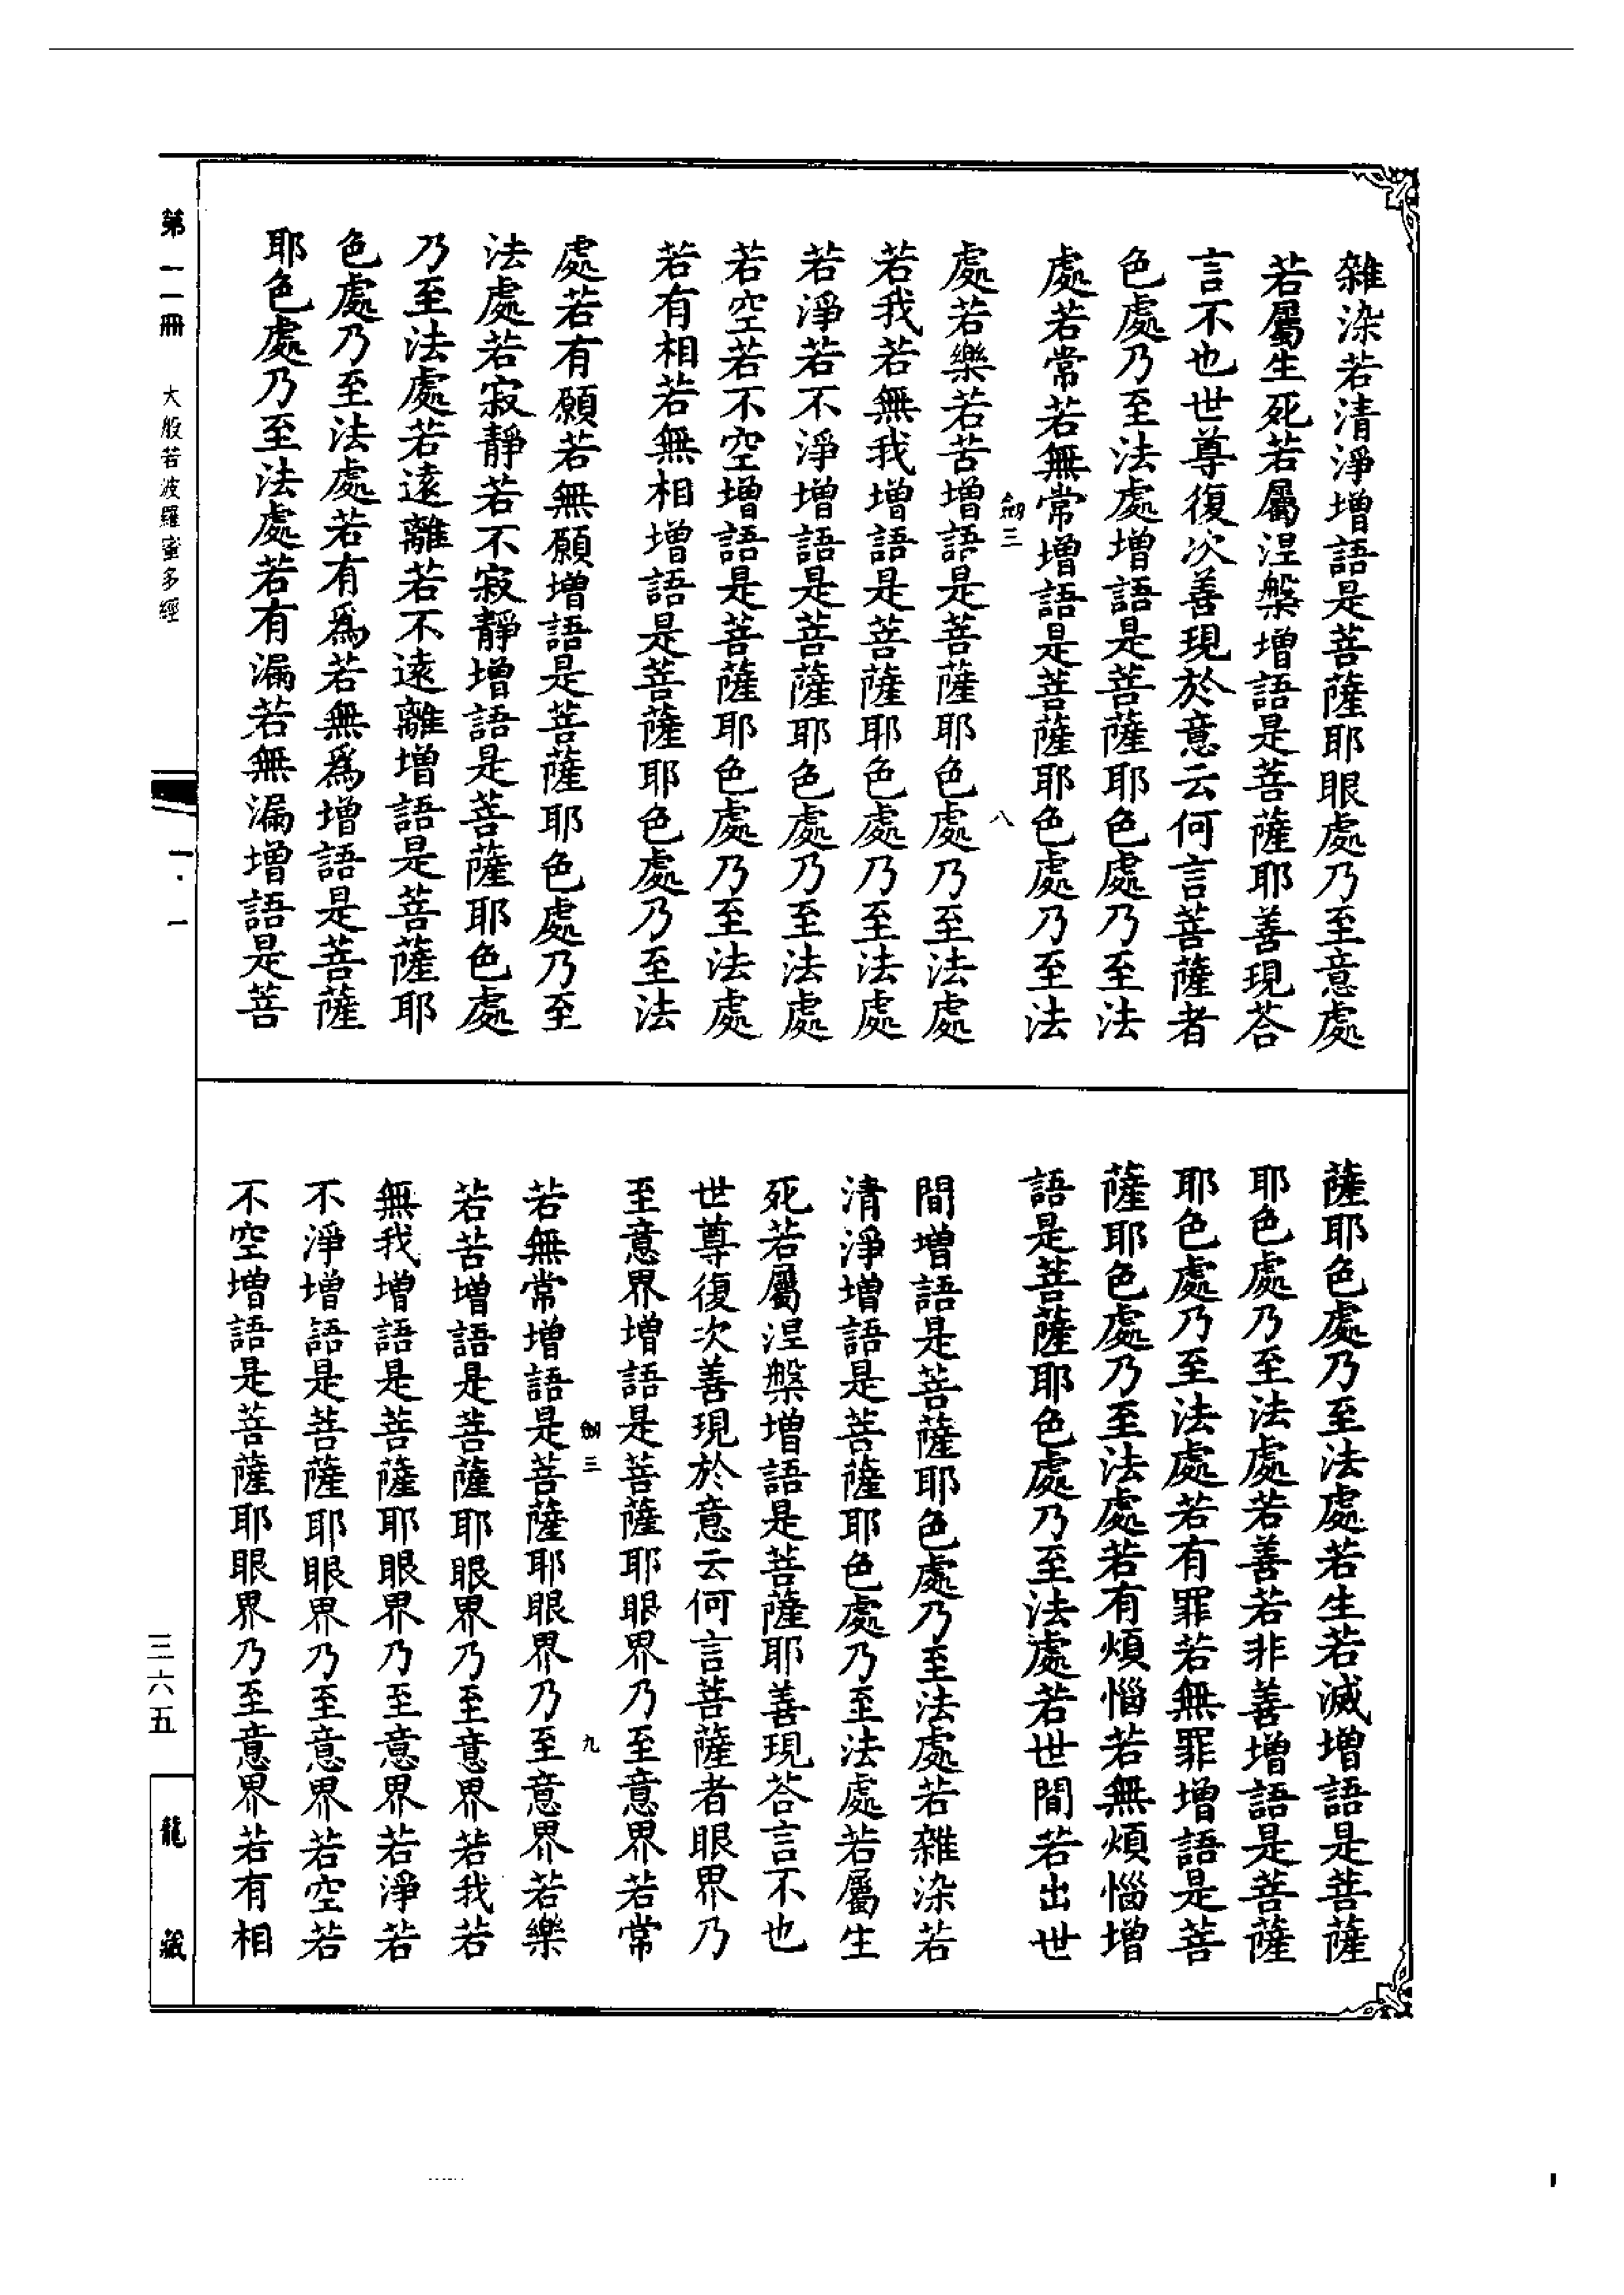 雜染若清淨增語是菩薩耶眼處乃至意處
若屬生死若屬涅槃增語是菩薩耶善現荅
言不也世尊復次善現於意云何言菩薩者
色處乃至法處增語是菩薩耶色處乃至法
處若常若無常增語是菩薩耶色處乃至法
劒三 八
處若樂若苦增語是菩薩耶色處乃至法處
若我若無我增語是菩薩耶色處乃至法處
若淨若不淨增語是菩薩耶色處乃至法處
若空若不空增語是菩薩耶色處乃至法處
若有相若無相增語是菩薩耶色處乃至法
處若有願若無願增語是菩薩耶色處乃至
法處若寂靜若不寂靜增語是菩薩耶色處
乃至法處若遠離若不遠離增語是菩薩耶
色處乃至法處若有爲若無爲增語是菩薩
耶色處乃至法處若有漏若無漏增語是菩
薩耶色處乃至法處若生若滅增語是菩薩
耶色處乃至法處若善若非善增語是菩薩
耶色處乃至法處若有罪若無罪增語是菩
薩耶色處乃至法處若有煩惱若無煩惱增
語是菩薩耶色處乃至法處若世間若出世
間增語是菩薩耶色處乃至法處若雜染若
清淨增語是菩薩耶色處乃至法處若屬生
死若屬涅槃增語是菩薩耶善現荅言不也
世尊復次善現於意云何言菩薩者眼界乃
至意界增語是菩薩耶眼界乃至意界若常
劒三 九
若無常增語是菩薩耶眼界乃至意界若樂
若苦增語是菩薩耶眼界乃至意界若我若
無我增語是菩薩耶眼界乃至意界若淨若
不淨增語是菩薩耶眼界乃至意界若空若
不空增語是菩薩耶眼界乃至意界若有相
第一冊 大般若波羅蜜多經
一·一
三六五
龍藏